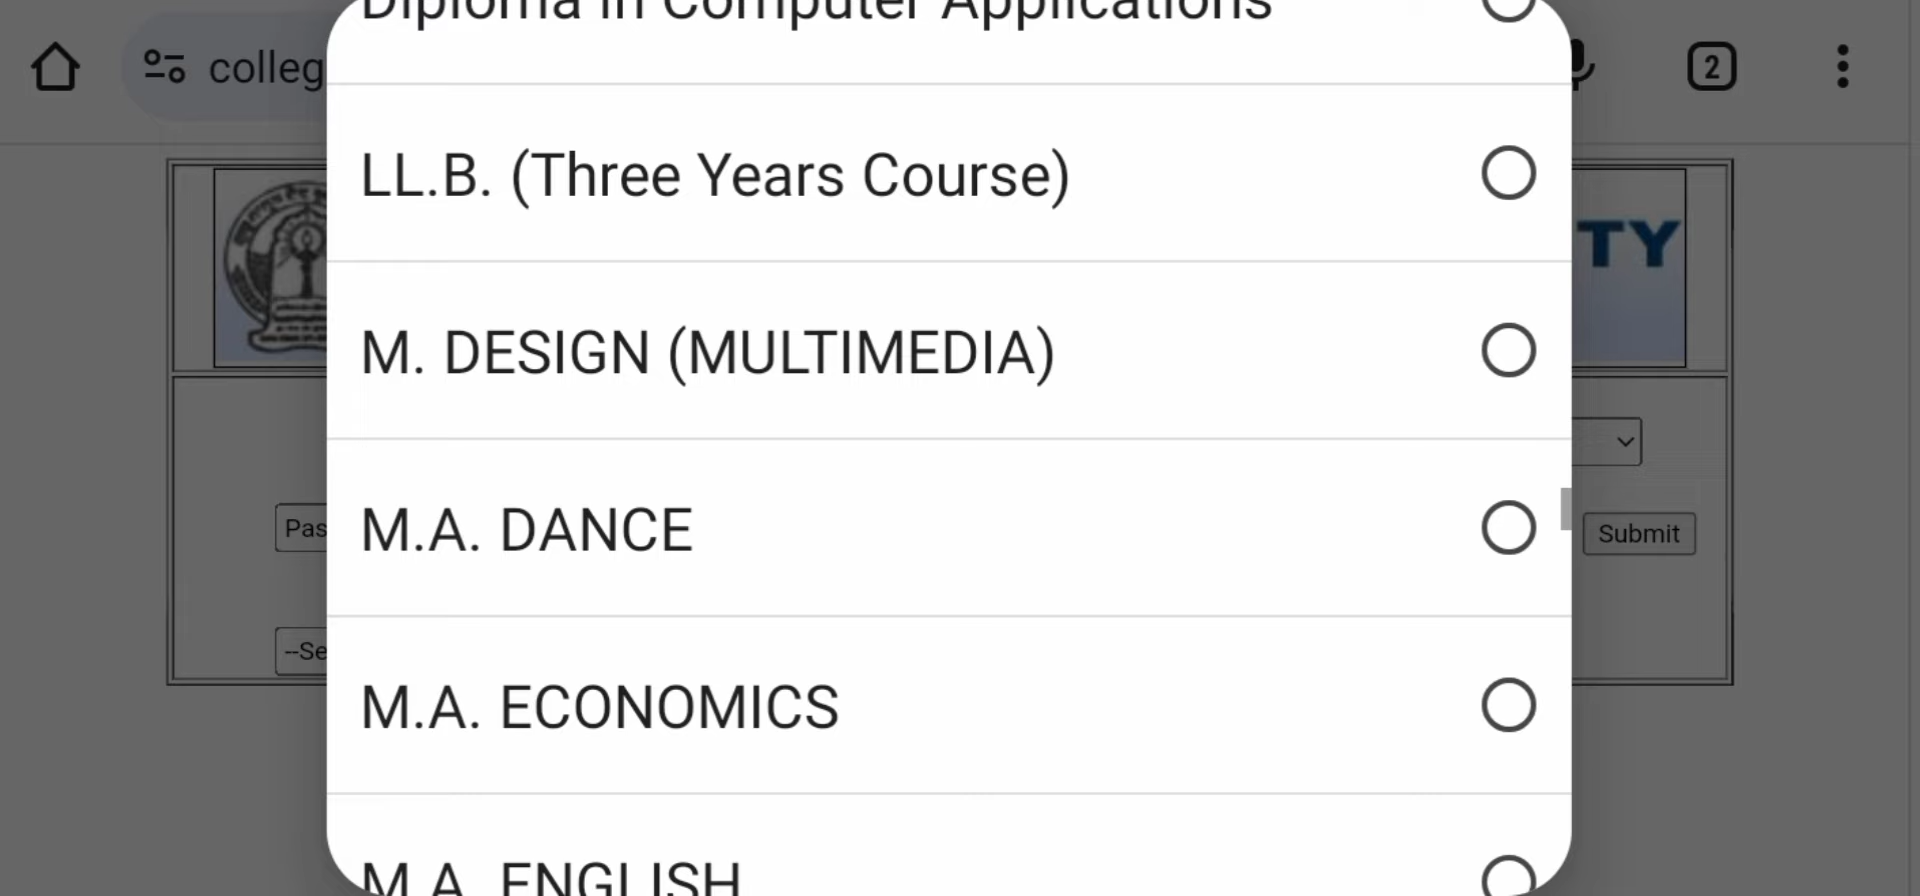 Diploma in Computer Applications
colleg
2
LL.B. (Three Years Course)
TY
M. DESIGN (MULTIMEDIA)
M.A. DANCE
Pas
Submit
--Se
M.A. ECONOMICS
M.A. ENGLISH